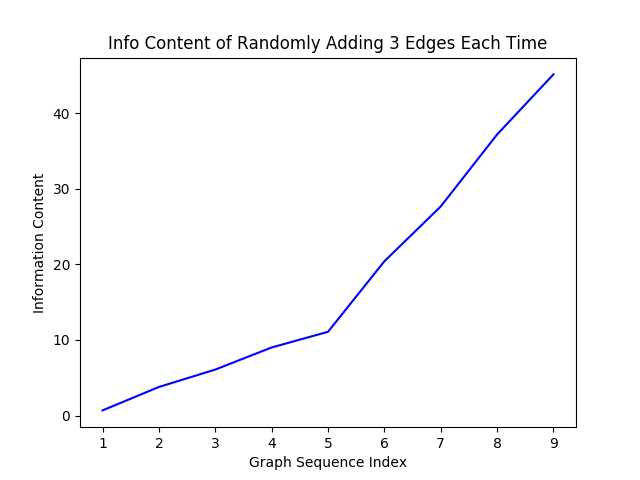 Info Content of Randomly Adding 3 Edges Each Time
40
30
20
10
0
Information Content
1 2 3 4 5 6 7 8 9
Graph Sequence Index